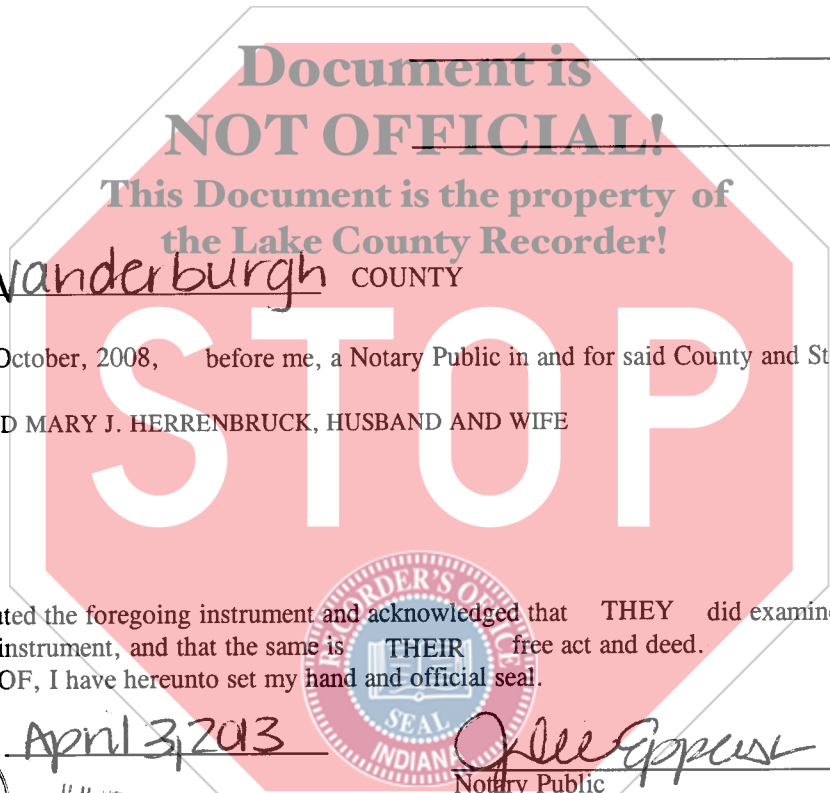 Document is
NOT OFFICIAL!
This Document is the property of
the Lake County Recorder!
Vanderburgh COUNTY
October, 2008, before me, a Notary Public in and for said County and St
D MARY J. HERRENBRUCK, HUSBAND AND WIFE
STOP
ted the foregoing instrument and acknowledged that THEY did examine
instrument, and that the same is THEIR free act and deed.
OF, I have hereunto set my hand and official seal.
RECORDER'S OFFICE
SEAL
INDIANA
April 3, 2013
Notary Public